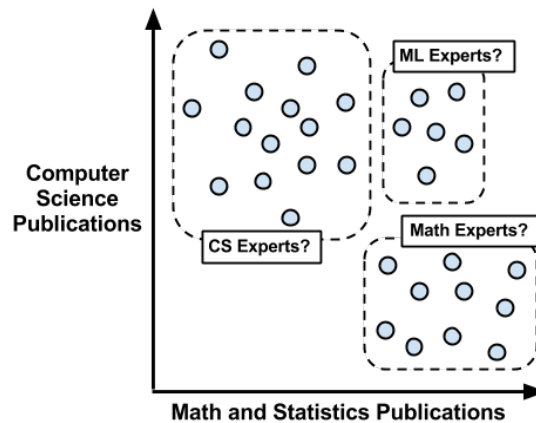 ML Experts?
Computer
Science
Publications
Math Experts?
CS Experts?
Math and Statistics Publications